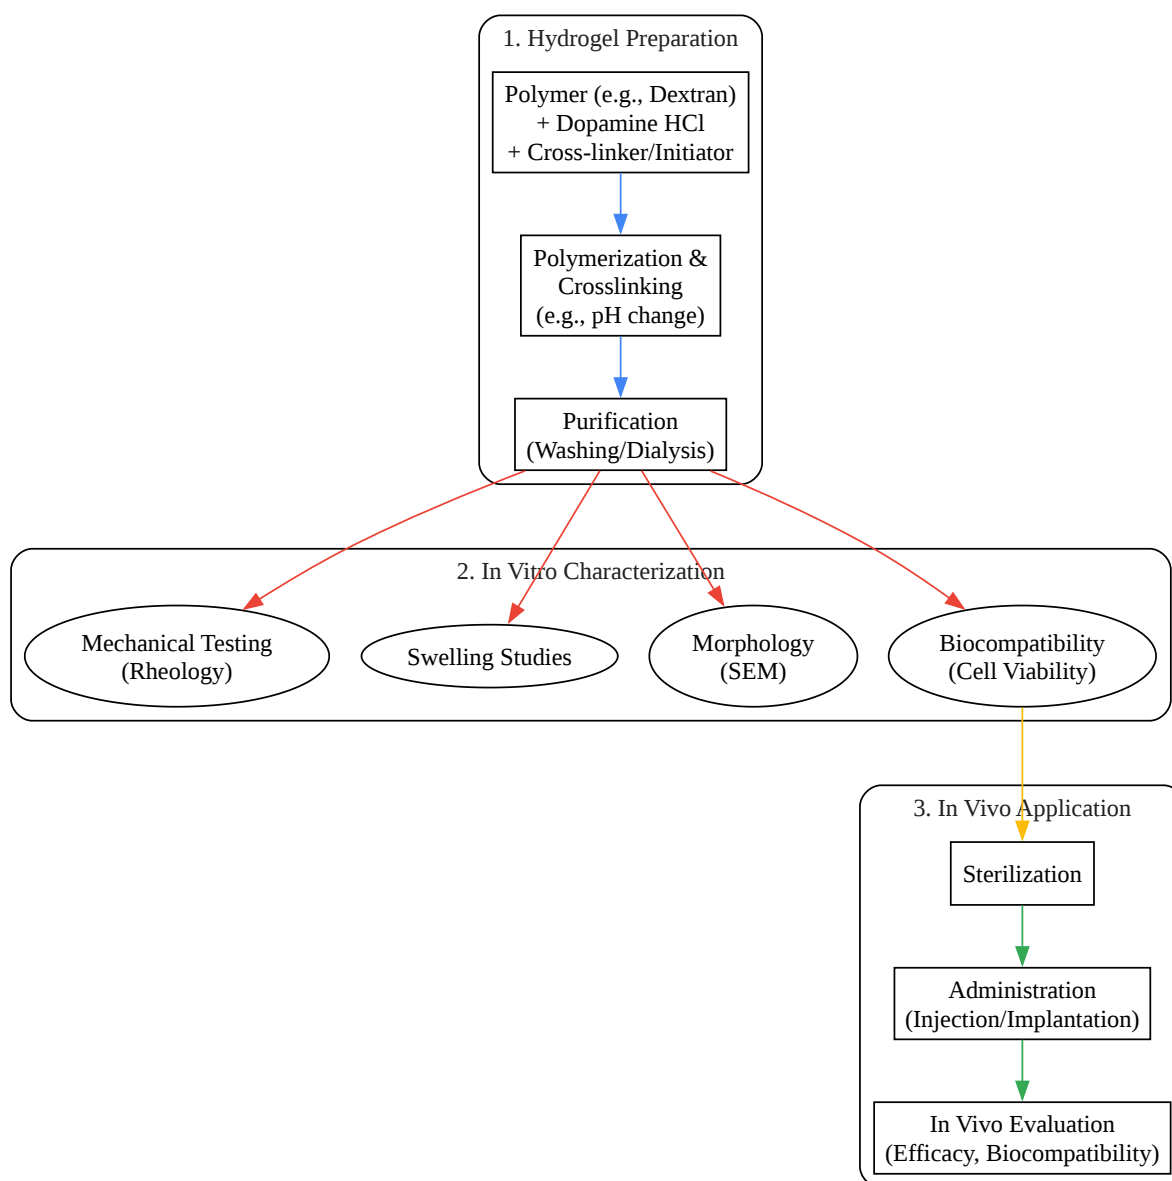 1. Hydrogel Preparation
Polymer (e.g., Dextran)
+ Dopamine HCl
+ Cross-linker/Initiator
Polymerization &
Crosslinking
(e.g., pH change)
Purification
(Washing/Dialysis)
2. In Vitro Characterization
Mechanical Testing
(Rheology)
Swelling Studies
Morphology
(SEM)
Biocompatibility
(Cell Viability)
3. In Vivo Application
Sterilization
Administration
(Injection/Implantation)
In Vivo Evaluation
(Efficacy, Biocompatibility)